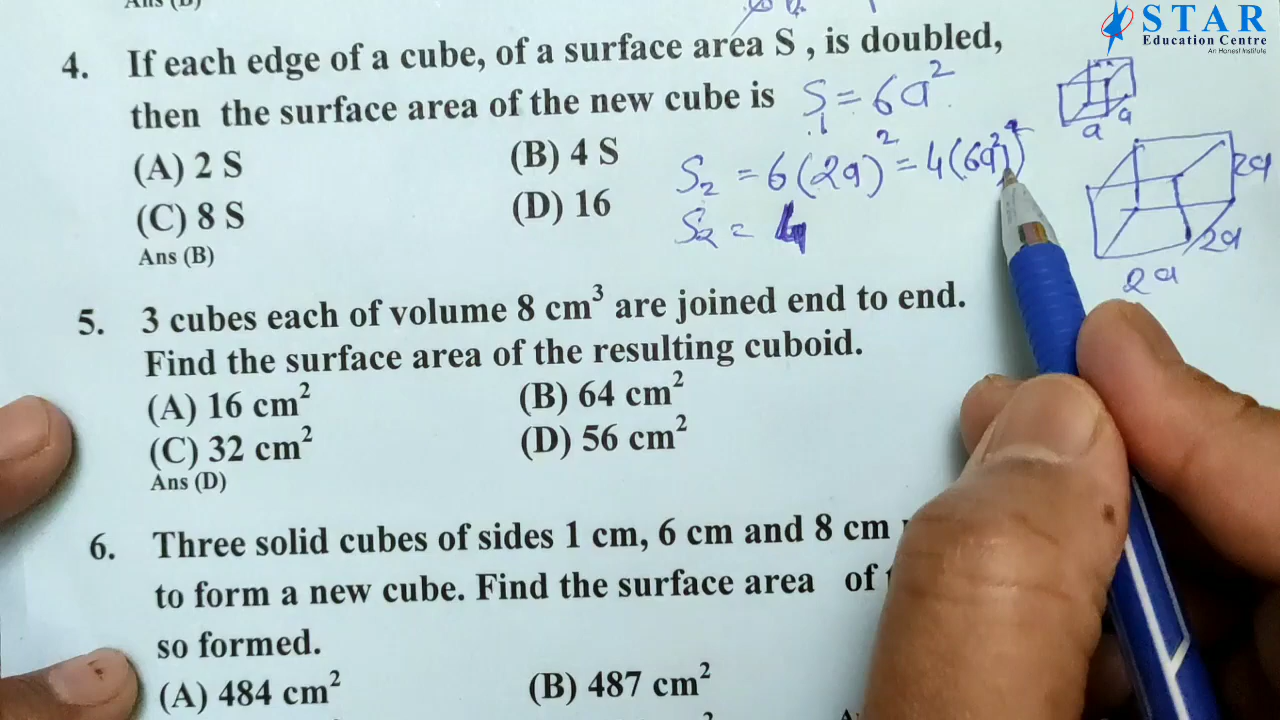 STAR
Education Centre
An Honest Institute
Ans (B)
4. If each edge of a cube, of a surface area S , is doubled,
then the surface area of the new cube is S₁ = 6a²
(A) 2 S (B) 4 S
S₂ = 6(2a)² = 4(6a²)
(C) 8 S (D) 16
S₂ = 4
Ans (B)
a a
2a
2a
2a
5. 3 cubes each of volume 8 cm³ are joined end to end.
Find the surface area of the resulting cuboid.
(A) 16 cm² (B) 64 cm²
(C) 32 cm² (D) 56 cm²
Ans (D)
6. Three solid cubes of sides 1 cm, 6 cm and 8 cm
to form a new cube. Find the surface area of
so formed.
(A) 484 cm² (B) 487 cm²